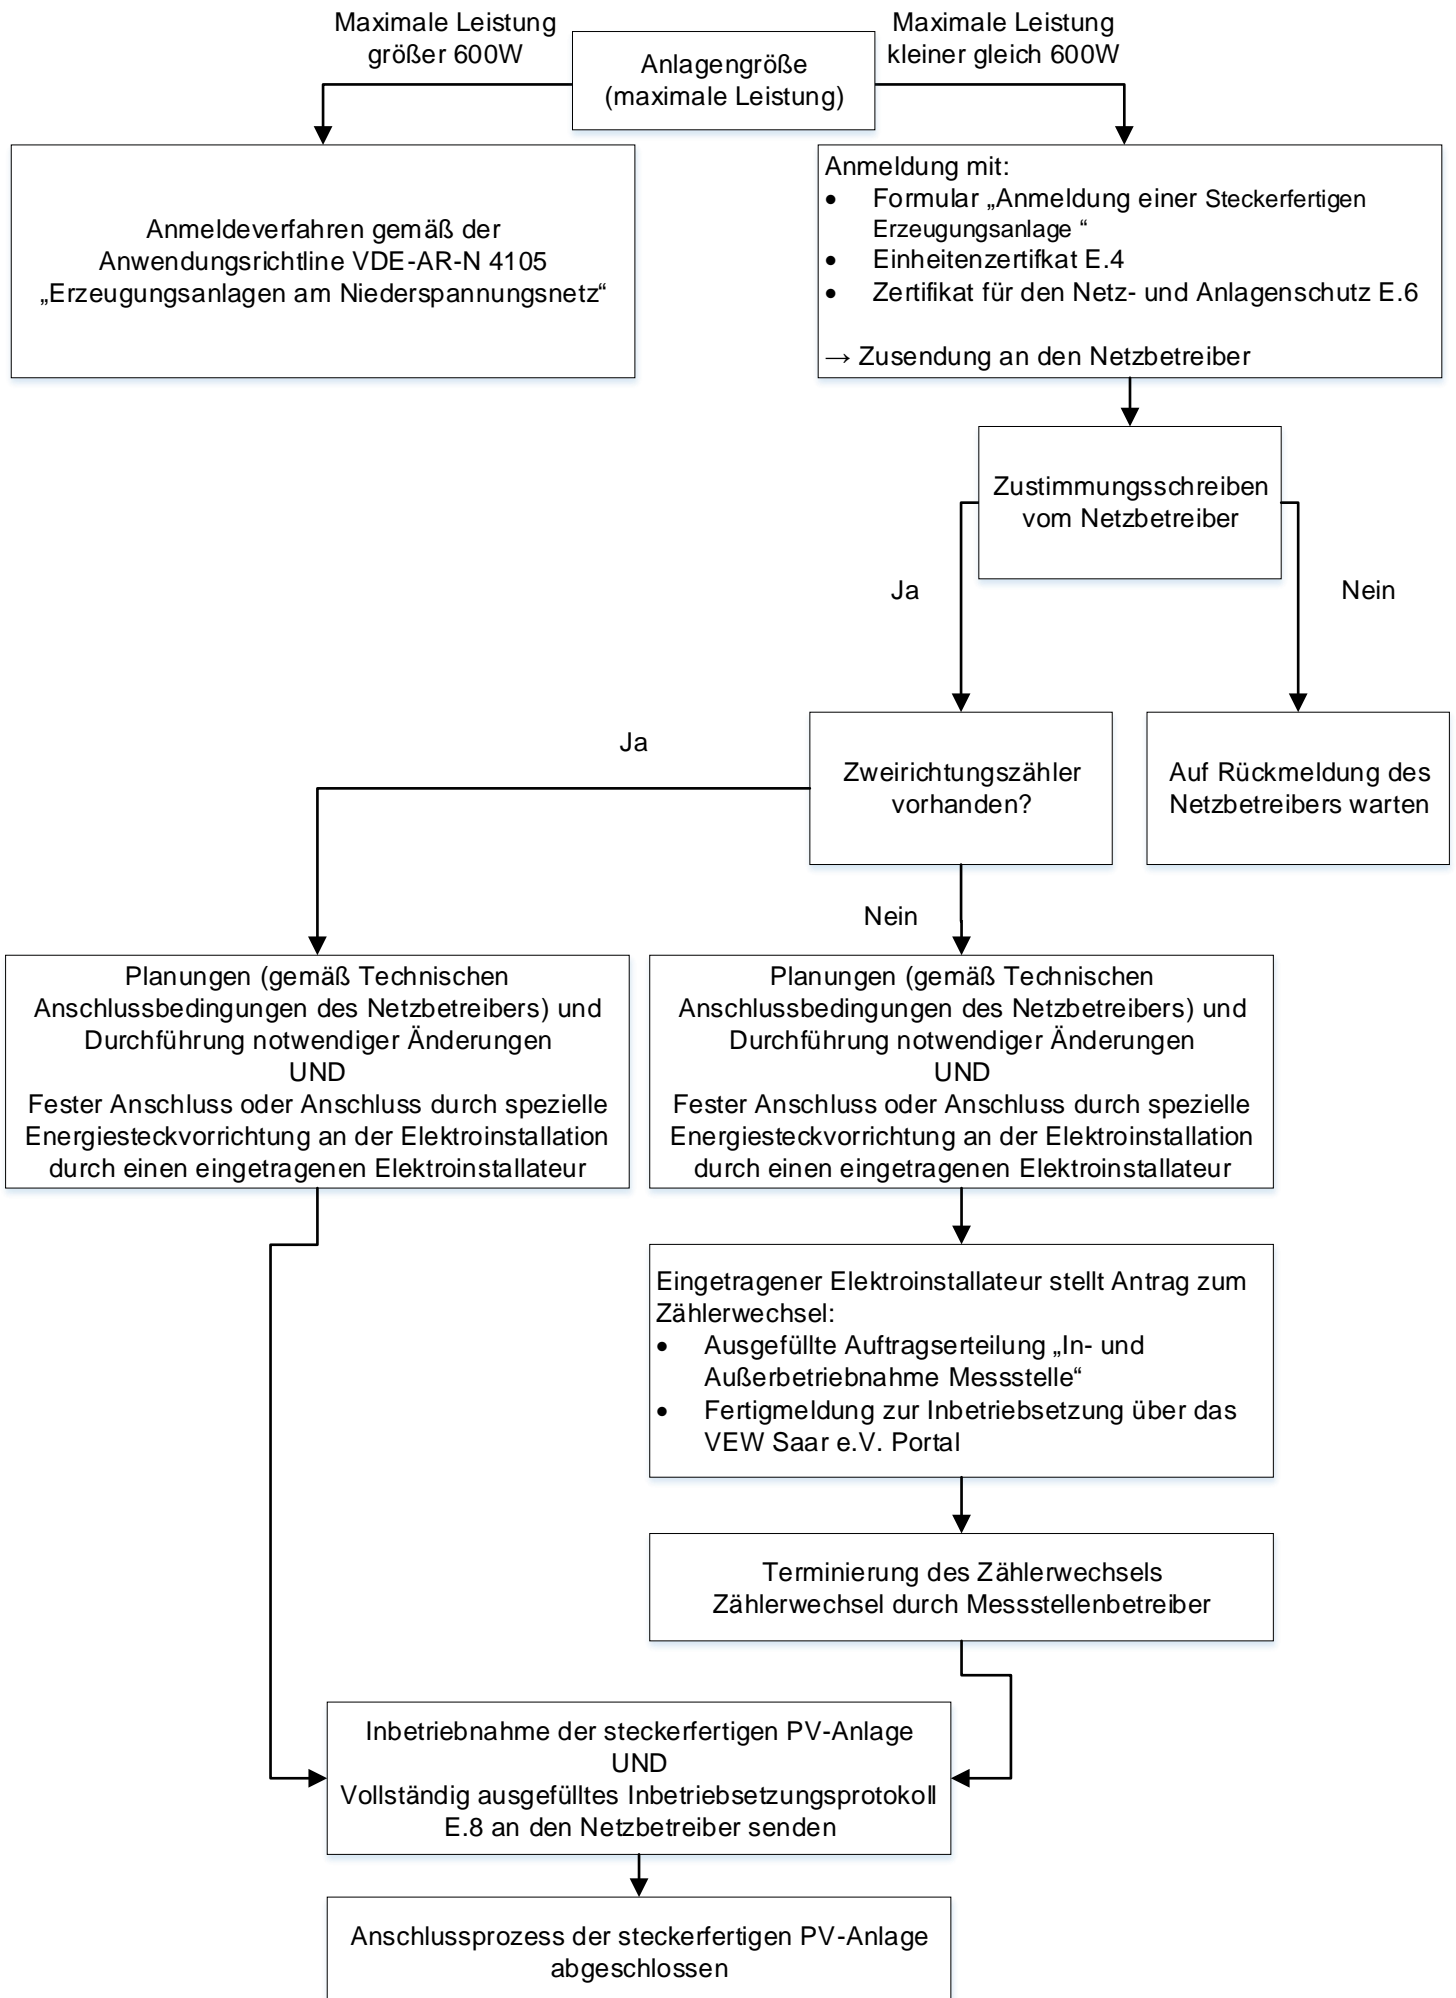 Maximale Leistung
größer 600W
Anlagengröße
(maximale Leistung)
Maximale Leistung
kleiner gleich 600W
Anmeldeverfahren gemäß der
Anwendungsrichtline VDE-AR-N 4105
„Erzeugungsanlagen am Niederspannungsnetz“
Anmeldung mit:
• Formular „Anmeldung einer Steckerfertigen
Erzeugungsanlage “
• Einheitenzertifkat E.4
• Zertifikat für den Netz- und Anlagenschutz E.6
→ Zusendung an den Netzbetreiber
Zustimmungsschreiben
vom Netzbetreiber
Ja
Nein
Ja
Zweirichtungszähler
vorhanden?
Auf Rückmeldung des
Netzbetreibers warten
Nein
Planungen (gemäß Technischen
Anschlussbedingungen des Netzbetreibers) und
Durchführung notwendiger Änderungen
UND
Fester Anschluss oder Anschluss durch spezielle
Energiesteckvorrichtung an der Elektroinstallation
durch einen eingetragenen Elektroinstallateur
Planungen (gemäß Technischen
Anschlussbedingungen des Netzbetreibers) und
Durchführung notwendiger Änderungen
UND
Fester Anschluss oder Anschluss durch spezielle
Energiesteckvorrichtung an der Elektroinstallation
durch einen eingetragenen Elektroinstallateur
Eingetragener Elektroinstallateur stellt Antrag zum
Zählerwechsel:
• Ausgefüllte Auftragserteilung „In- und
Außerbetriebnahme Messstelle“
• Fertigmeldung zur Inbetriebsetzung über das
VEW Saar e.V. Portal
Terminierung des Zählerwechsels
Zählerwechsel durch Messstellenbetreiber
Inbetriebnahme der steckerfertigen PV-Anlage
UND
Vollständig ausgefülltes Inbetriebsetzungsprotokoll
E.8 an den Netzbetreiber senden
Anschlussprozess der steckerfertigen PV-Anlage
abgeschlossen